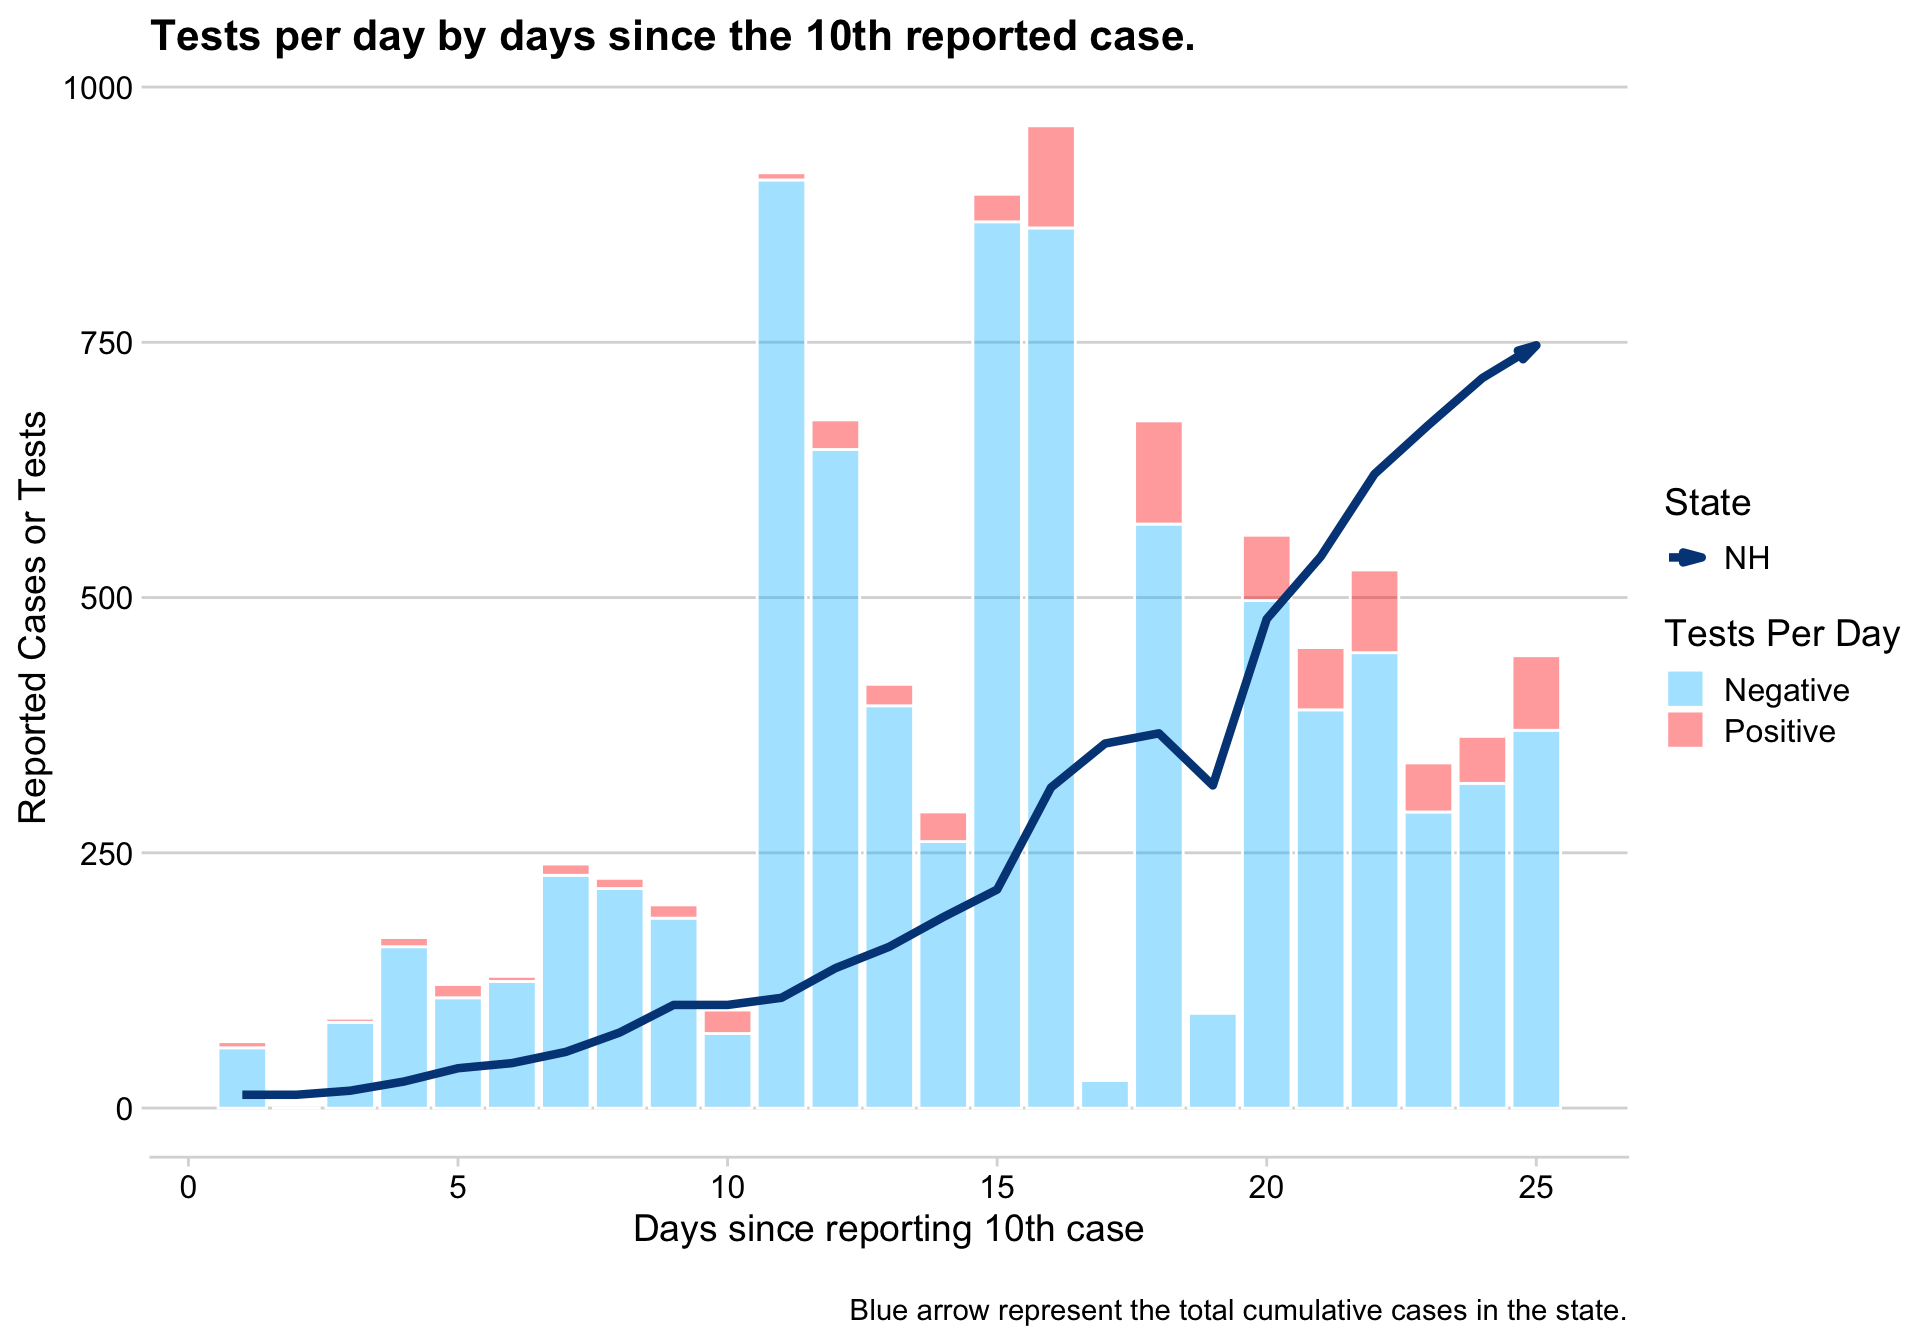 Tests per day by days since the 10th reported case.
1000
750
500
250
0
Reported Cases or Tests
0 5 10 15 20 25
Days since reporting 10th case
State
NH
Tests Per Day
Negative
Positive
Blue arrow represent the total cumulative cases in the state.